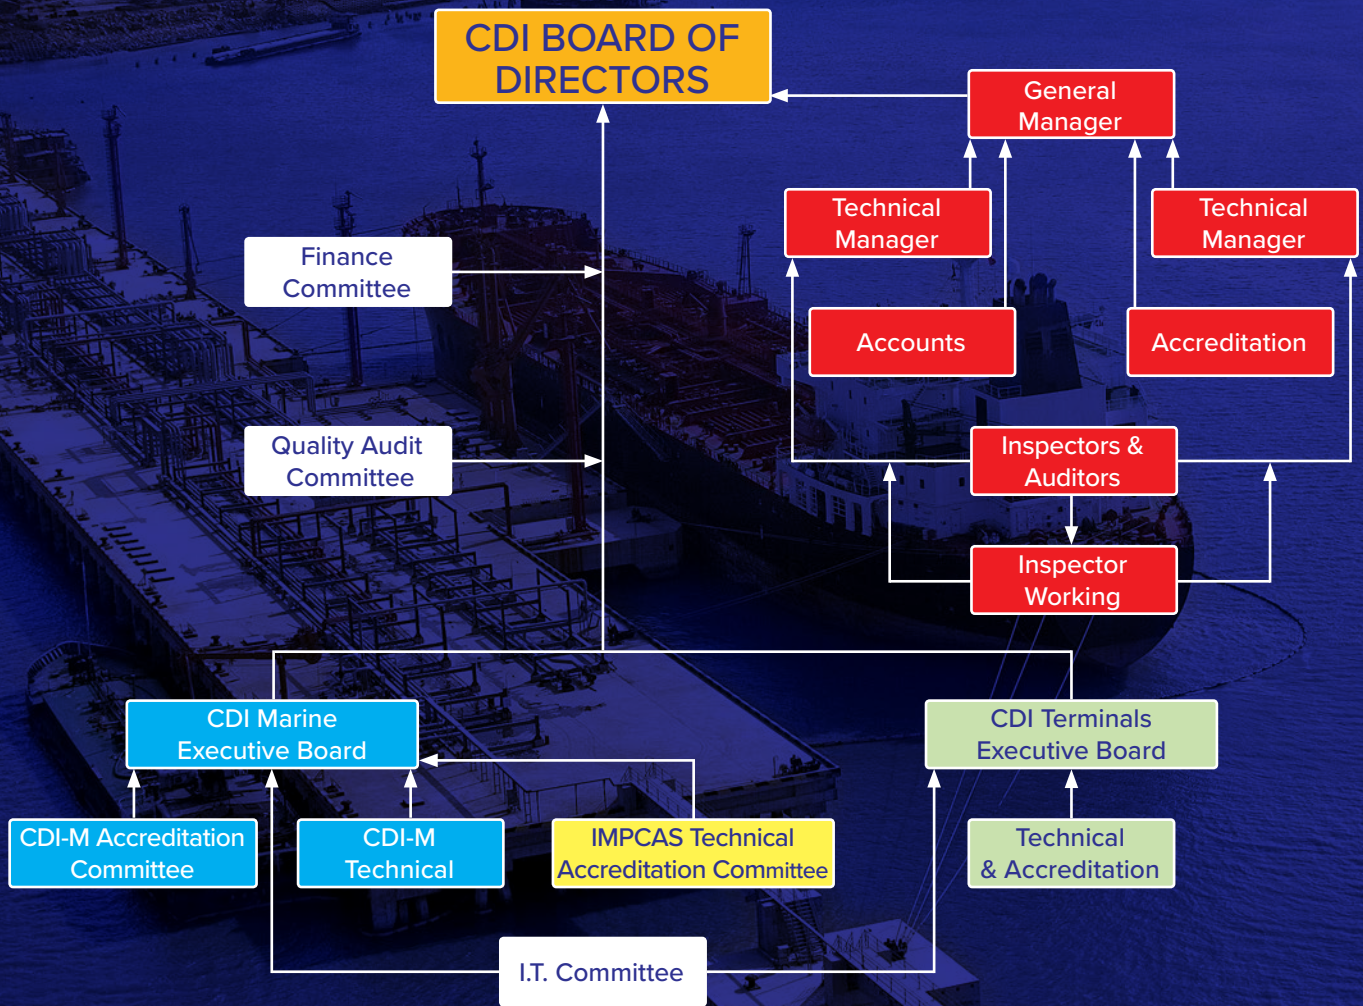 CDI BOARD OF
DIRECTORS
General
Manager
Technical
Manager
Technical
Manager
Finance
Committee
Accounts
Accreditation
Quality Audit
Committee
Inspectors &
Auditors
Inspector
Working
CDI Marine
Executive Board
CDI Terminals
Executive Board
CDI-M Accreditation
Committee
CDI-M
Technical
IMPCAS Technical
Accreditation Committee
Technical
& Accreditation
I.T. Committee